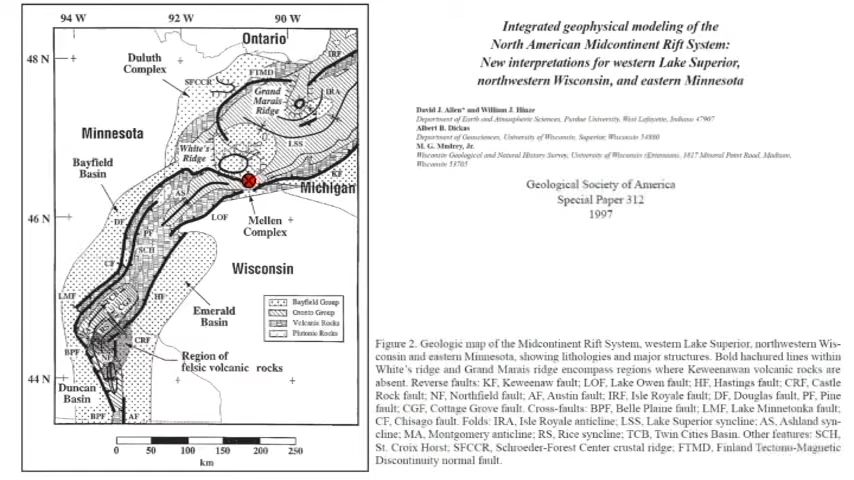 94 W
92 W
90 W
Ontario
48 N
Duluth
Complex
IRF
FTMD
SFCCR
Grand
Marais
Ridge
IRA
Minnesota
LSS
White's
Ridge
Bayfield
Basin
KF
Michigan
AS
46 N
LOF
Mellen
Complex
DF
PF
SCH
Wisconsin
CF
LMF
HF
Emerald
Basin
Bayfield Group
Oronto Group
Volcanic Rocks
Plutonic Rocks
TCB
CGF
RS
CRF
BPF
NF
Region of
felsic volcanic rocks
44 N
Duncan
Basin
BPF
AF
0 50 100 150 200 250
km
Integrated geophysical modeling of the
North American Midcontinent Rift System:
New interpretations for western Lake Superior,
northwestern Wisconsin, and eastern Minnesota
David J. Allen* and William J. Hinze
Department of Earth and Atmospheric Sciences, Purdue University, West Lafayette, Indiana 47907
Albert B. Dickas
Department of Geosciences, University of Wisconsin, Superior, Wisconsin 54880
M. G. Mudrey, Jr.
Wisconsin Geological and Natural History Survey, University of Wisconsin (Extension), 3817 Mineral Point Road, Madison,
Wisconsin 53705
Geological Society of America
Special Paper 312
1997
Figure 2. Geologic map of the Midcontinent Rift System, western Lake Superior, northwestern Wis-
consin and eastern Minnesota, showing lithologies and major structures. Bold hachured lines within
White's ridge and Grand Marais ridge encompass regions where Keweenawan volcanic rocks are
absent. Reverse faults: KF, Keweenaw fault; LOF, Lake Owen fault; HF, Hastings fault; CRF, Castle
Rock fault; NF, Northfield fault; AF, Austin fault; IRF, Isle Royale fault; DF, Douglas fault, PF, Pine
fault; CGF, Cottage Grove fault. Cross-faults: BPF, Belle Plaine fault; LMF, Lake Minnetonka fault;
CF, Chisago fault. Folds: IRA, Isle Royale anticline; LSS, Lake Superior syncline; AS, Ashland syn-
cline; MA, Montgomery anticline; RS, Rice syncline; TCB, Twin Cities Basin. Other features: SCH,
St. Croix Horst; SFCCR, Schroeder-Forest Center crustal ridge; FTMD, Finland Tectono-Magnetic
Discontinuity normal fault.